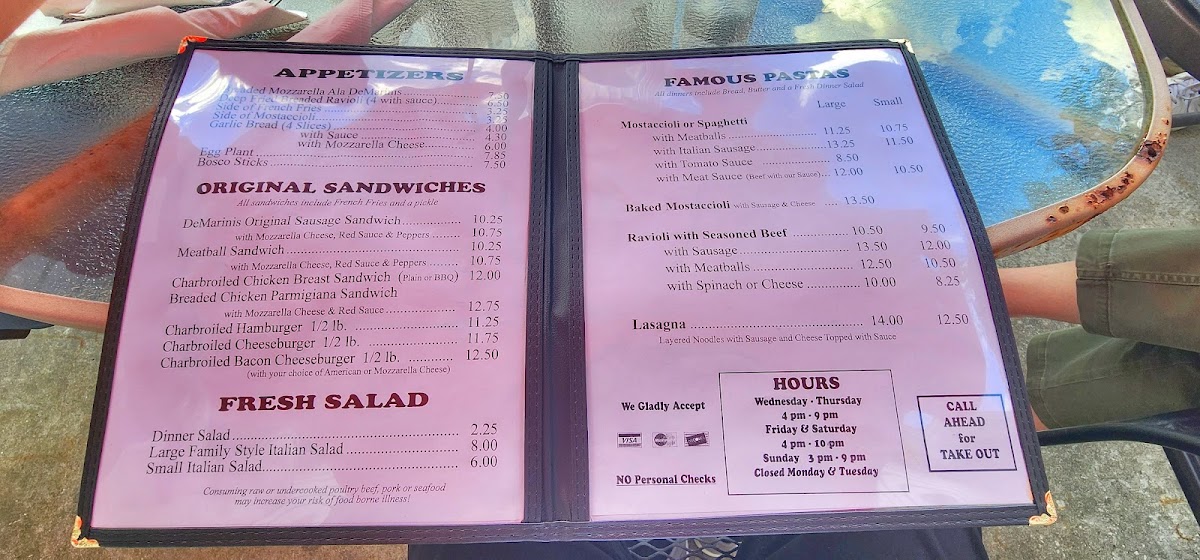 APPETIZERS
Mozzarella Ala DeMarinis
Deep Fried Breaded Ravioli (4 with sauce) 6.50
Side of French Fries 3.25
Side of Mostaccoli
Garlic Bread (4 Slices) 4.00
with Sauce 4.30
with Mozzarella Cheese 6.00
Egg Plant 7.85
Bosco Sticks 7.50
ORIGINAL SANDWICHES
All sandwiches include French Fries and a pickle
DeMarinis Original Sausage Sandwich 10.25
with Mozzarella Cheese, Red Sauce & Peppers 10.75
Meatball Sandwich 10.25
with Mozzarella Cheese, Red Sauce & Peppers 10.75
Charbroiled Chicken Breast Sandwich (Plain or BBQ) 12.00
Breaded Chicken Parmigiana Sandwich
with Mozzarella Cheese & Red Sauce 12.75
Charbroiled Hamburger 1/2 lb. 11.25
Charbroiled Cheeseburger 1/2 lb. 11.75
Charbroiled Bacon Cheeseburger 1/2 lb. 12.50
(with your choice of American or Mozzarella Cheese)
FRESH SALAD
Dinner Salad 2.25
Large Family Style Italian Salad 8.00
Small Italian Salad 6.00
Consuming raw or undercooked poultry beef, pork or seafood
may increase your risk of food borne illness!
FAMOUS PASTAS
All dinners include Bread, Butter and a Fresh Dinner Salad
Large Small
Mostaccioli or Spaghetti
with Meatballs 11.25 10.75
with Italian Sausage 13.25 11.50
with Tomato Sauce 8.50
with Meat Sauce (Beef with our Sauce) 12.00 10.50
Baked Mostaccioli with Sausage & Cheese 13.50
Ravioli with Seasoned Beef 10.50 9.50
with Sausage 13.50 12.00
with Meatballs 12.50 10.50
with Spinach or Cheese 10.00 8.25
Lasagna 14.00 12.50
Layered Noodles with Sausage and Cheese Topped with Sauce
We Gladly Accept
VISA
NO Personal Checks
HOURS
Wednesday - Thursday
4 pm - 9 pm
Friday & Saturday
4 pm - 10 pm
Sunday 3 pm - 9 pm
Closed Monday & Tuesday
CALL
AHEAD
for
TAKE OUT